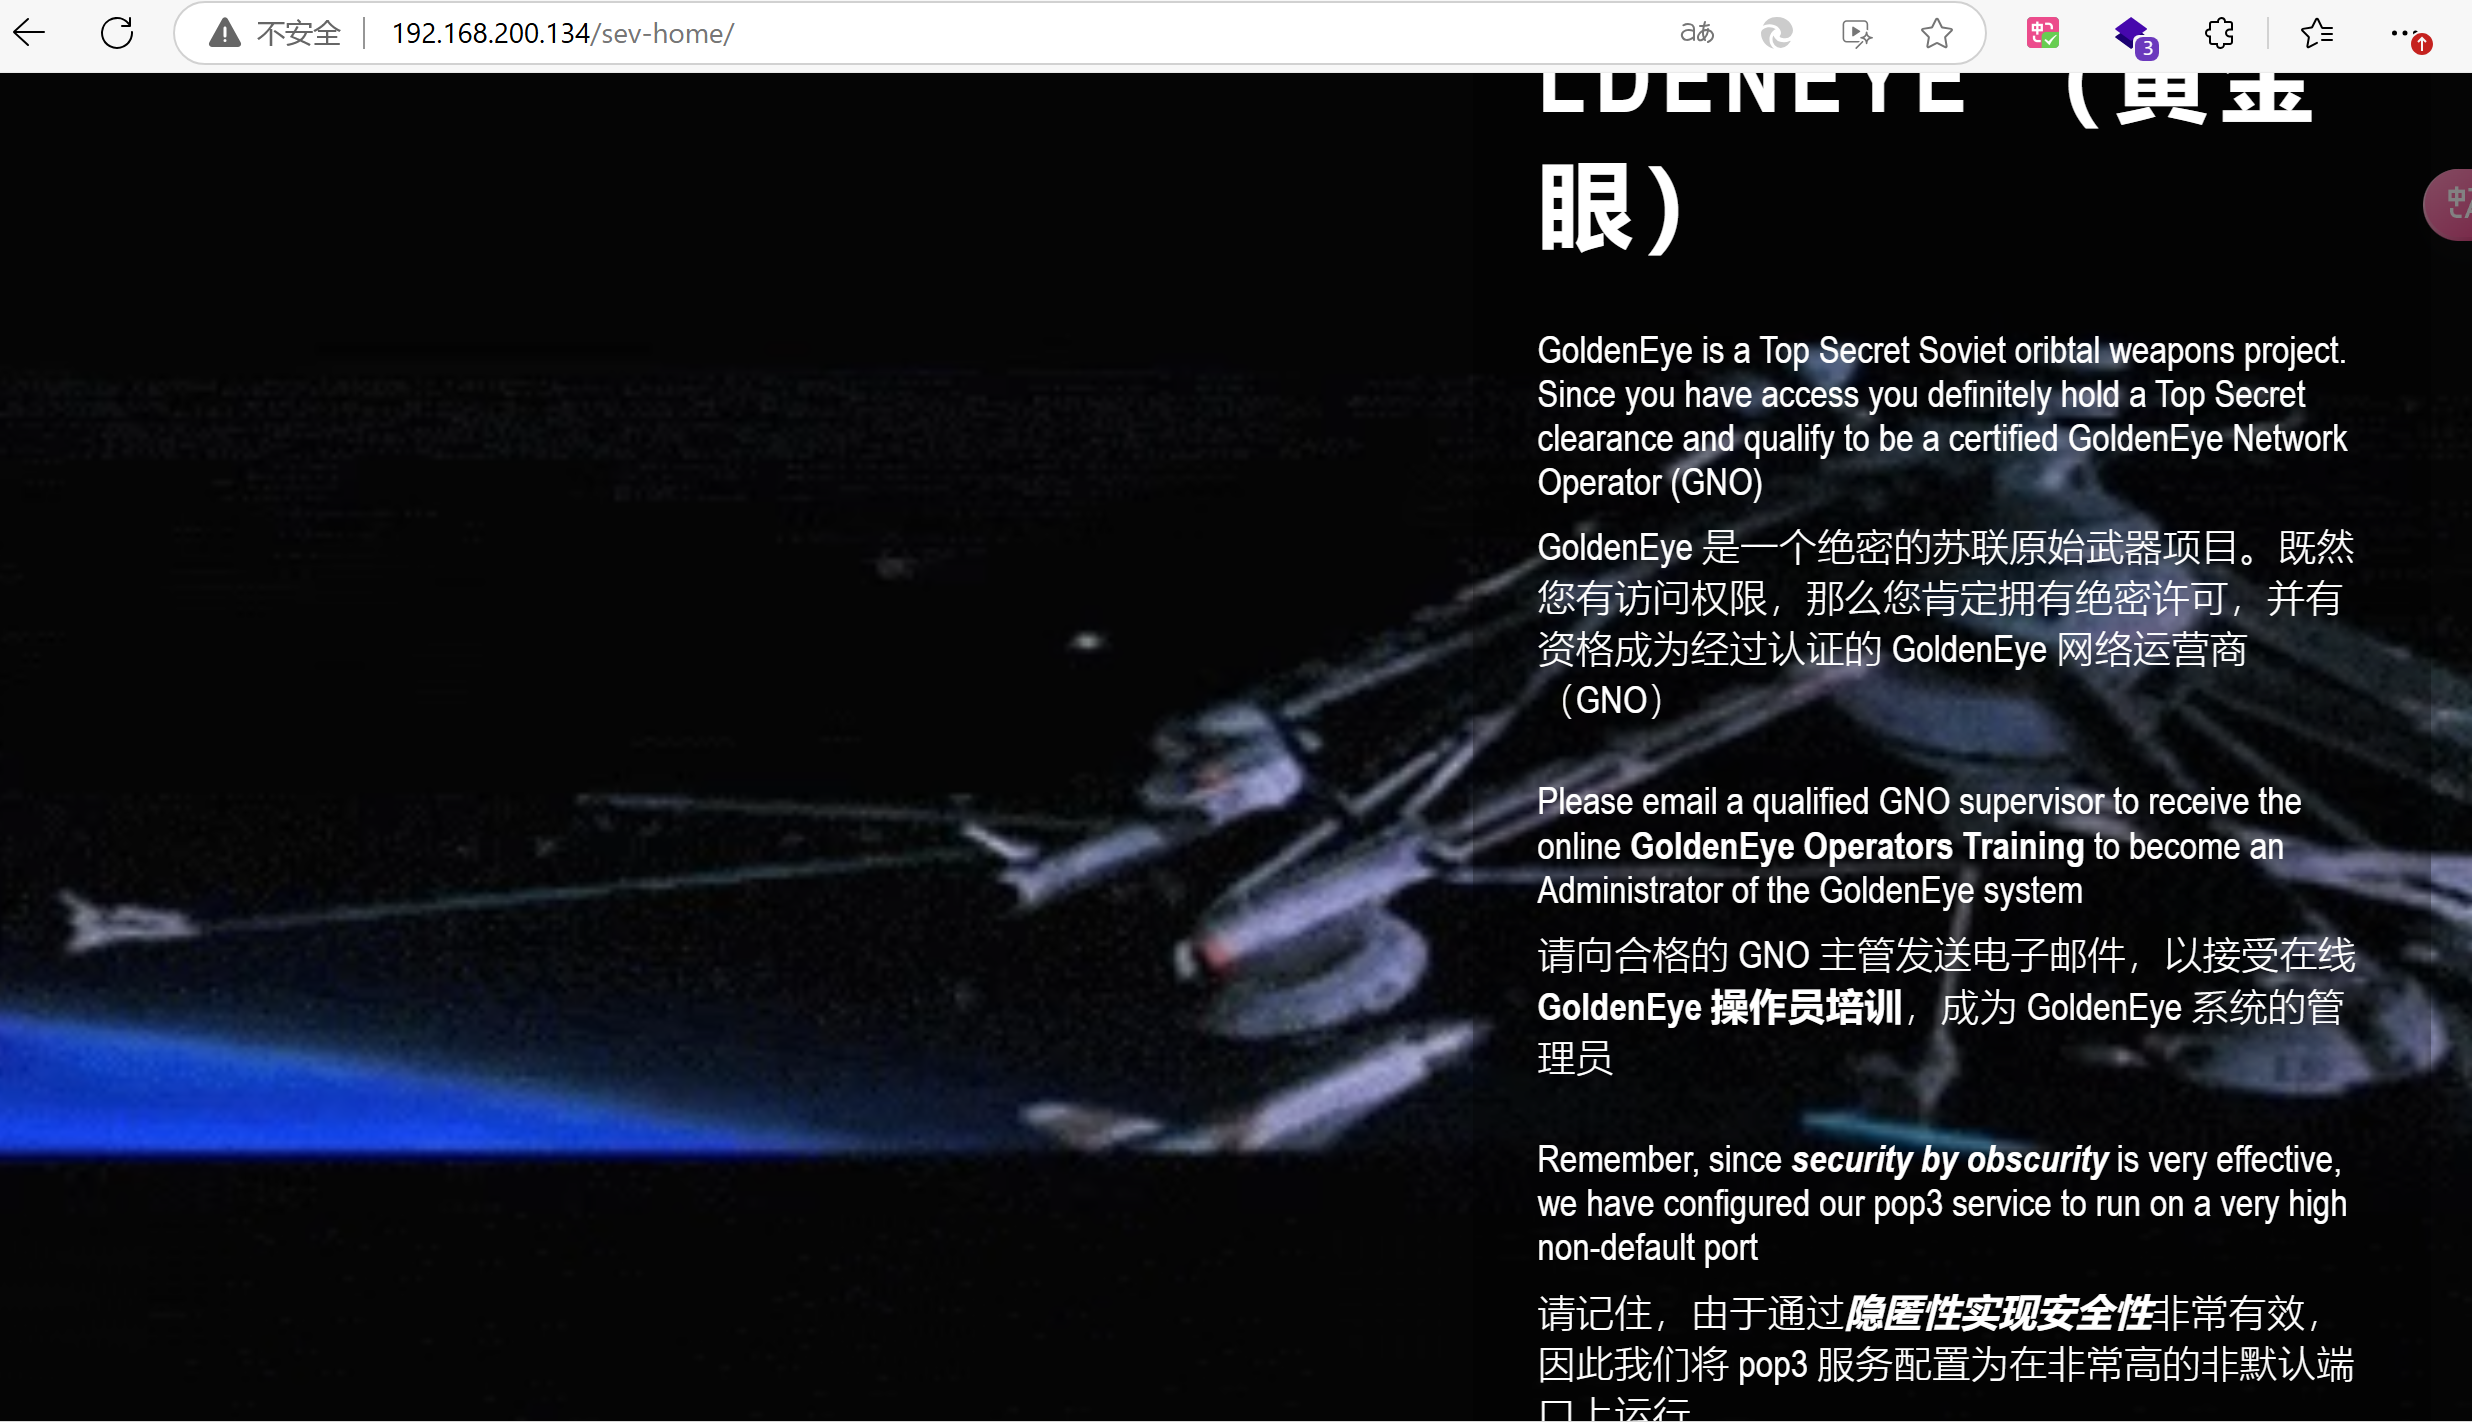 不安全 192.168.200.134/sev-home/
aあ
3
LDENEYE （黄金
眼）
GoldenEye is a Top Secret Soviet oribtal weapons project.
Since you have access you definitely hold a Top Secret
clearance and qualify to be a certified GoldenEye Network
Operator (GNO)
GoldenEye 是一个绝密的苏联原始武器项目。既然
您有访问权限，那么您肯定拥有绝密许可，并有
资格成为经过认证的 GoldenEye 网络运营商
（GNO）
Please email a qualified GNO supervisor to receive the
online GoldenEye Operators Training to become an
Administrator of the GoldenEye system
请向合格的 GNO 主管发送电子邮件，以接受在线
GoldenEye 操作员培训，成为 GoldenEye 系统的管
理员
Remember, since security by obscurity is very effective,
we have configured our pop3 service to run on a very high
non-default port
请记住，由于通过隐匿性实现安全性非常有效，
因此我们将 pop3 服务配置为在非常高的非默认端
口上运行